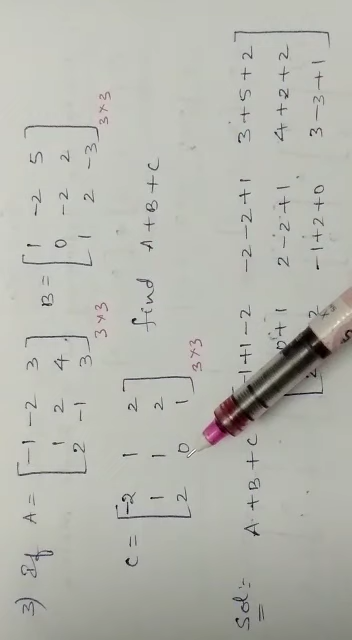 3) If A = [ -1 -2 3 B = [ 1 -2 5
1 2 4 0 -2 2
2 -1 3 ] 3×3 1 2 -3 ] 3×3
C = [ -2 1 2
1 1 2
2 0 1 ] 3×3 find A+B+C
Sol:- A+B+C -1+1-2 -2-2+1 3+5+2
+1 2-2+1 4+2+2
2 -1+2+0 3-3+1 ]